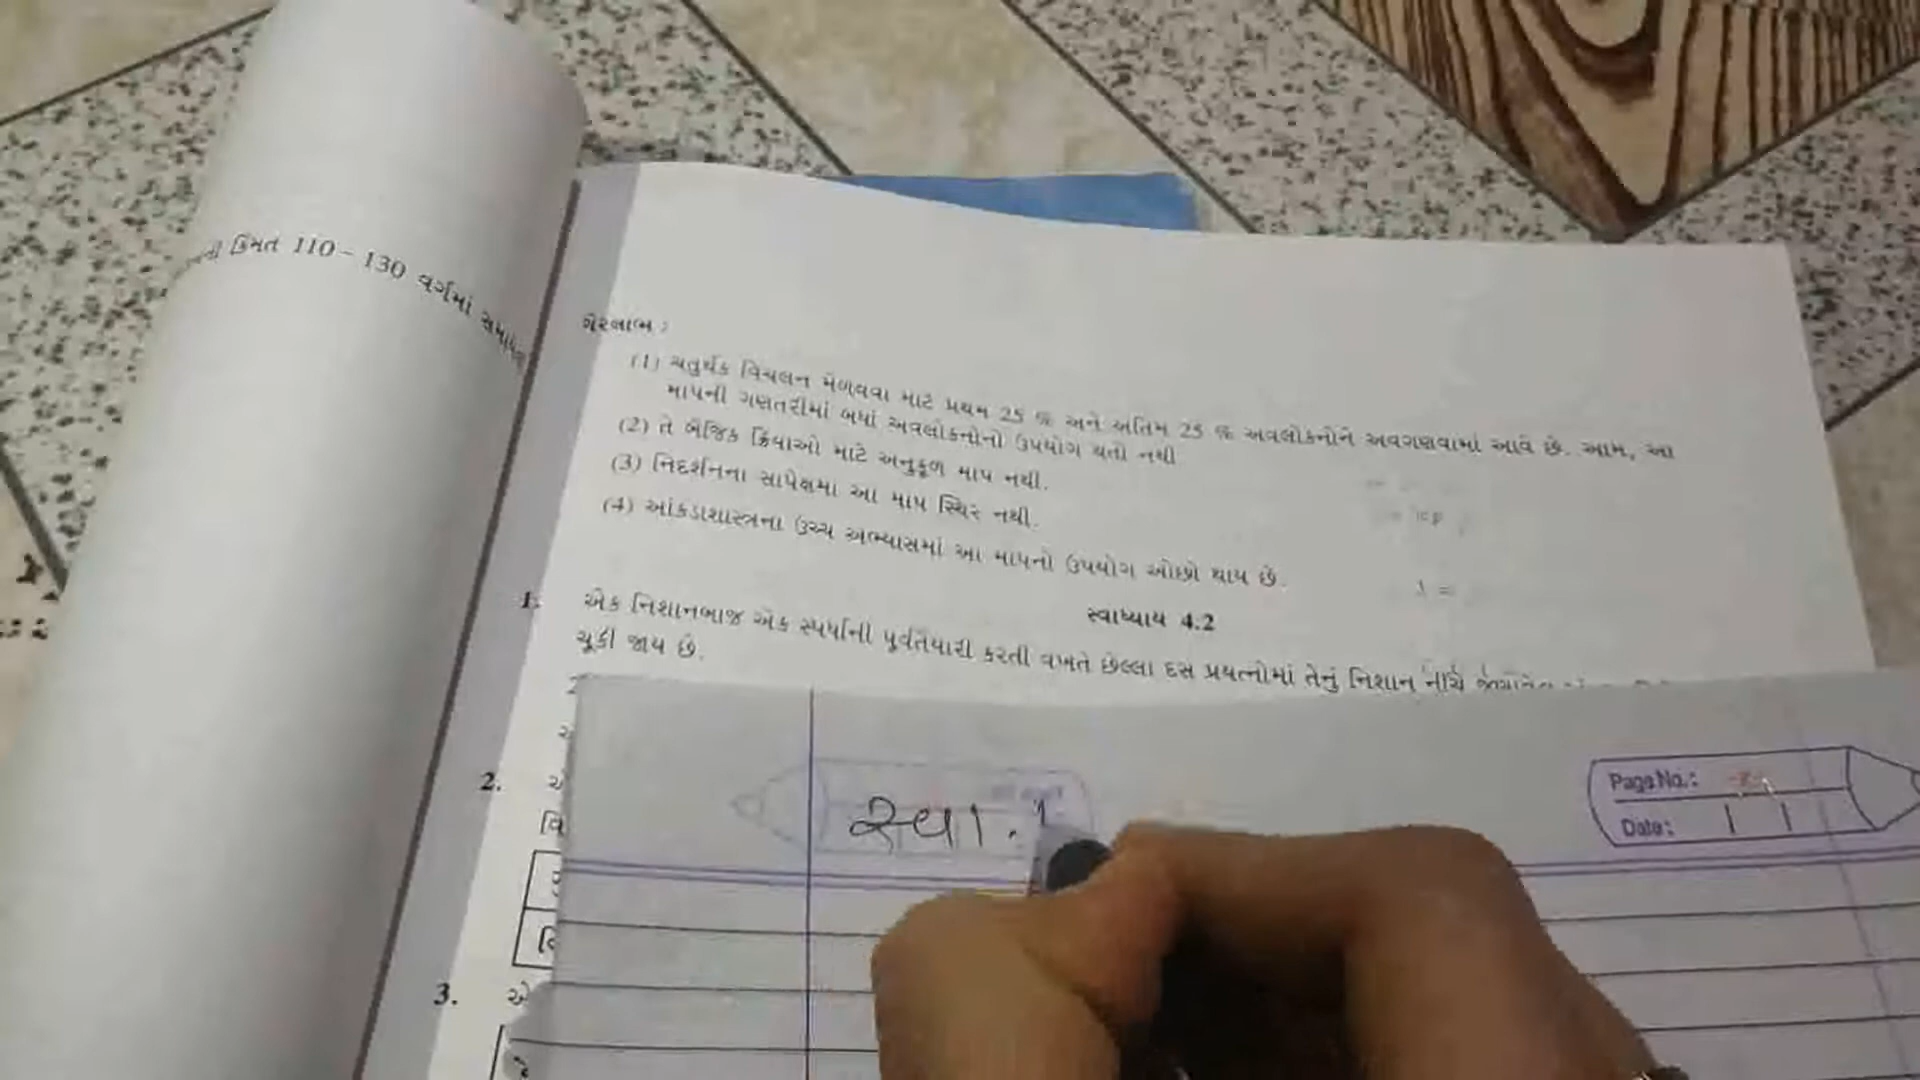 કિંમત 110 – 130 વર્ગમાં
ગેરલાભ :
(1) ચતુર્થક વિચલન મેળવવા માટે પ્રથમ 25 % અને અંતિમ 25 % અવલોકનોને અવગણવામાં આવે છે. આમ, આ
માપની ગણતરીમાં બધાં અવલોકનોનો ઉપયોગ થતો નથી
(2) તે બૈજિક ક્રિયાઓ માટે અનુકૂળ માપ નથી.
(3) નિદર્શનના સાપેક્ષમાં આ માપ સ્થિર નથી.
(4) આંકડાશાસ્ત્રના ઉચ્ચ અભ્યાસમાં આ માપનો ઉપયોગ ઓછો થાય છે.
સ્વાધ્યાય 4.2
1. એક નિશાનબાજ એક સ્પર્ધાની પૂર્વતૈયારી કરતી વખતે છેલ્લા દસ પ્રયત્નોમાં તેનું નિશાન નીચે
ચૂકી જાય છે.
2.
3.
સ્વા.
Page No.:
Date: